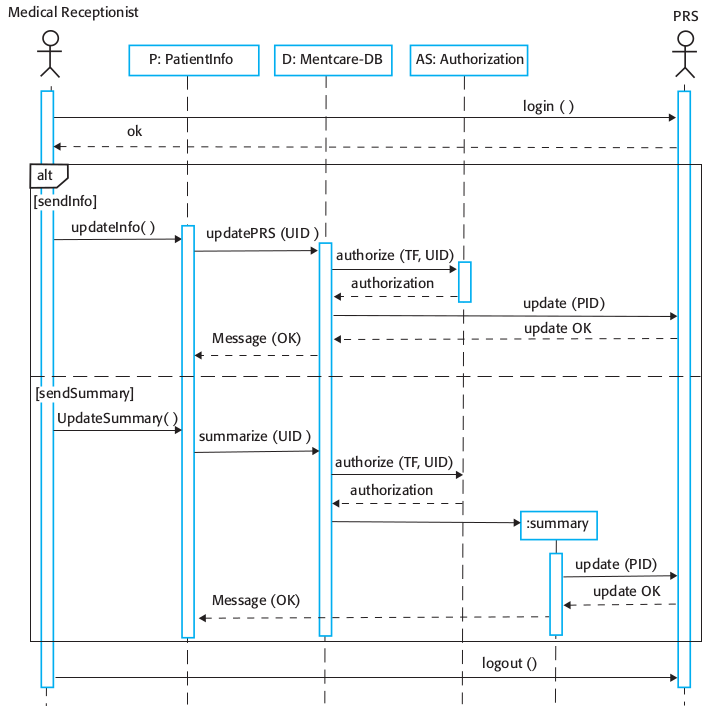 Medical Receptionist
PRS
P: PatientInfo
D: Mentcare-DB
AS: Authorization
login ( )
ok
alt
[sendInfo]
updateInfo( )
updatePRS (UID )
authorize (TF, UID)
authorization
update (PID)
update OK
Message (OK)
[sendSummary]
UpdateSummary( )
summarize (UID )
authorize (TF, UID)
authorization
:summary
update (PID)
update OK
Message (OK)
logout ()